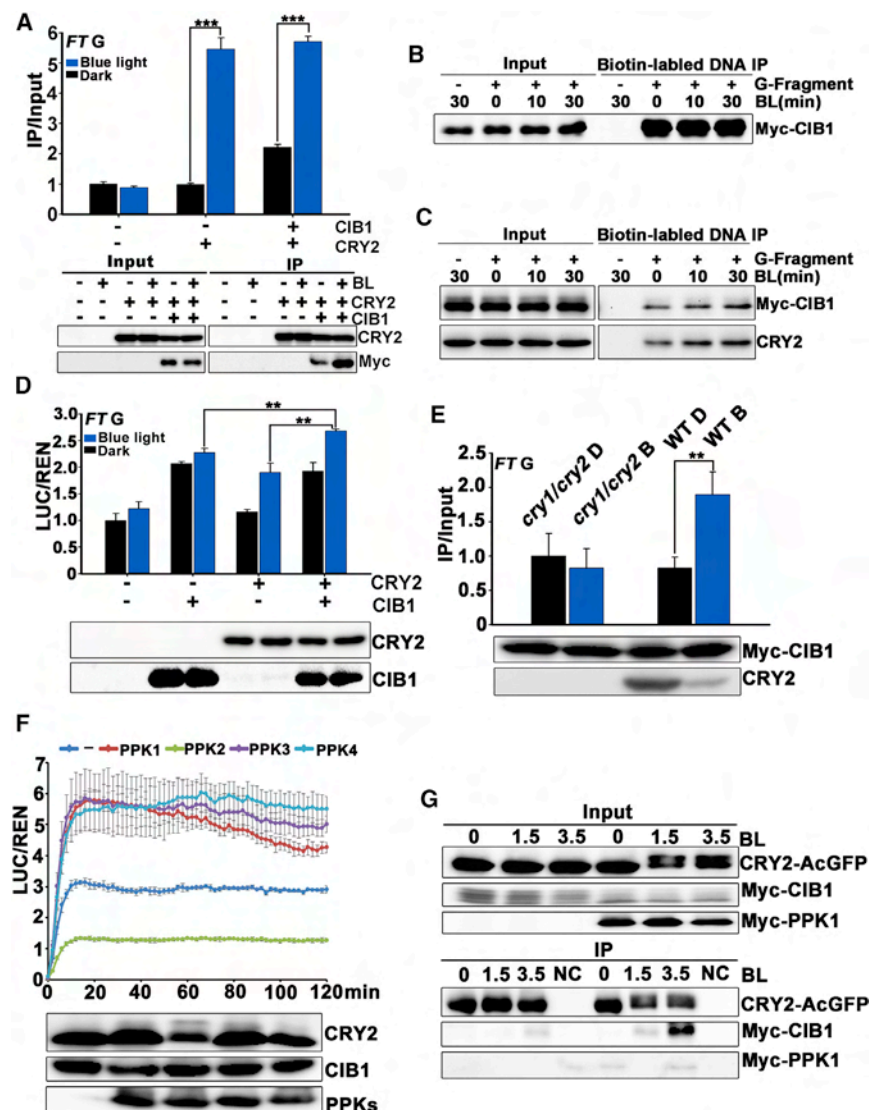 A
FT G
Blue light
Dark
*** ***
IP/Input
6
5
4
3
2
1
0
- - + CIB1
- + + CRY2
Input IP
- + - + - + - + - + - + BL
- - + + + + - - + + + + CRY2
- - - - + + - - - - + + CIB1
CRY2
Myc
B
Input Biotin-labled DNA IP
- + + + - + + + G-Fragment
30 0 10 30 30 0 10 30 BL(min)
Myc-CIB1
C
Input Biotin-labled DNA IP
- + + + - + + + G-Fragment
30 0 10 30 30 0 10 30 BL(min)
Myc-CIB1
CRY2
D
FT G
Blue light
Dark
**
**
LUC/REN
3.0
2.5
2.0
1.5
1.0
0.5
0.0
- - + + CRY2
- + - + CIB1
CRY2
CIB1
E
FT G
cry1/cry2 D
cry1/cry2 B
WT D
WT B
**
IP/Input
2.5
2.0
1.5
1.0
0.5
0.0
Myc-CIB1
CRY2
F
- PPK1 PPK2 PPK3 PPK4
LUC/REN
7
6
5
4
3
2
1
0
0 20 40 60 80 100 120min
CRY2
CIB1
PPKs
G
Input
0 1.5 3.5 0 1.5 3.5 BL
CRY2-AcGFP
Myc-CIB1
Myc-PPK1
IP
0 1.5 3.5 NC 0 1.5 3.5 NC BL
CRY2-AcGFP
Myc-CIB1
Myc-PPK1